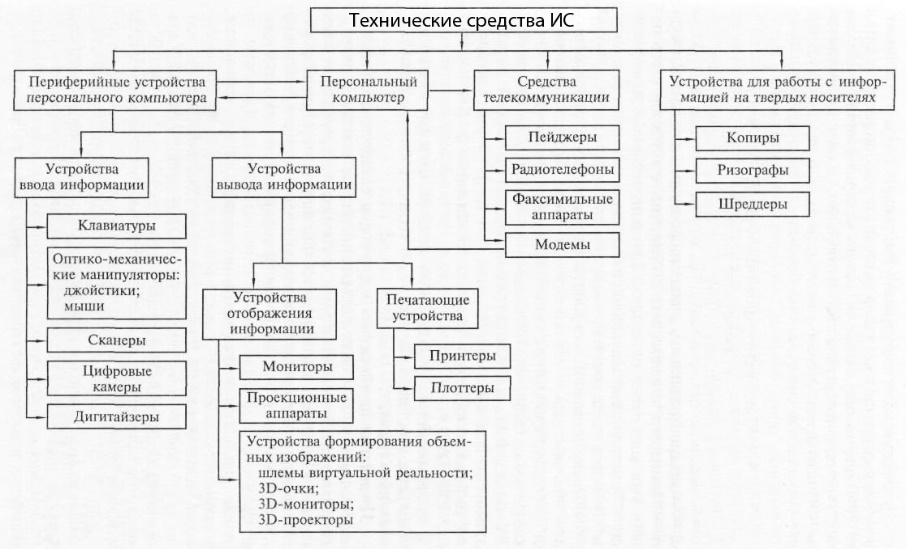 Технические средства ИС
Периферийные устройства
персонального компьютера
Персональный
компьютер
Средства
телекоммуникации
Устройства для работы с инфор-
мацией на твердых носителях
Устройства
ввода информации
Устройства
вывода информации
Пейджеры
Радиотелефоны
Факсимильные
аппараты
Модемы
Копиры
Ризографы
Шреддеры
Клавиатуры
Оптико-механичес-
кие манипуляторы:
джойстики;
мыши
Сканеры
Цифровые
камеры
Дигитайзеры
Устройства
отображения
информации
Печатающие
устройства
Мониторы
Проекционные
аппараты
Устройства формирования объем-
ных изображений:
шлемы виртуальной реальности;
3D-очки;
3D-мониторы;
3D-проекторы
Принтеры
Плоттеры